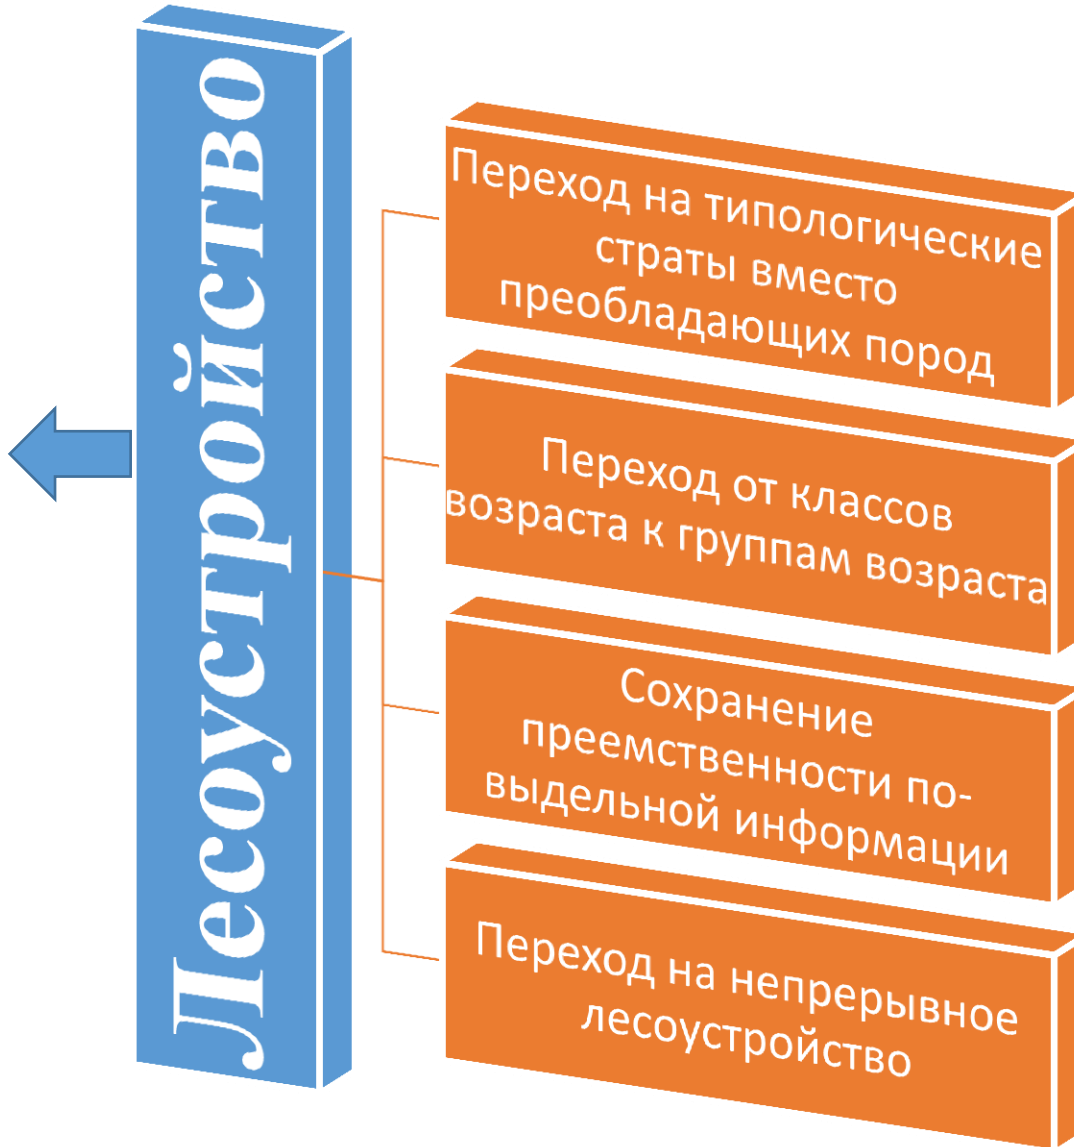 Лесоустройство
Переход на типологические
страты вместо
преобладающих пород
Переход от классов
возраста к группам возраста
Сохранение
преемственности по-
выдельной информации
Переход на непрерывное
лесоустройство